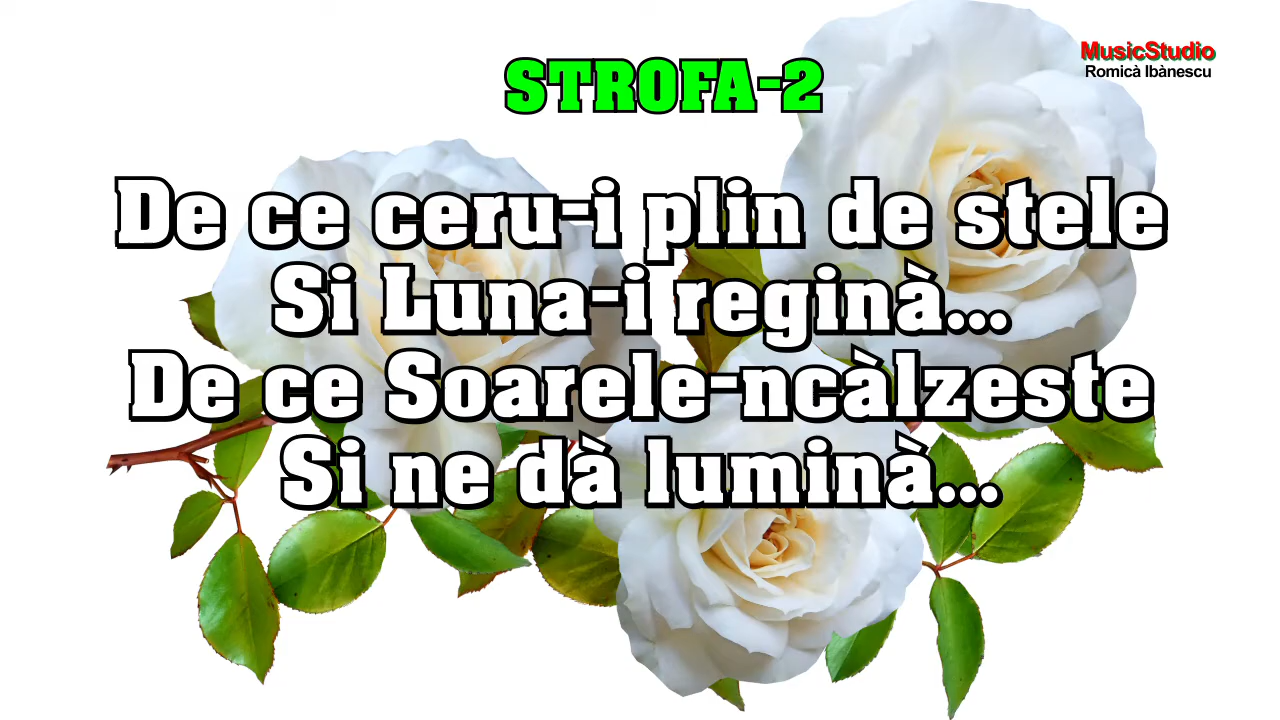 MusicStudio
Romicà Ibànescu
STROFA-2
De ce ceru-i plin de stele
Si Luna-i reginà...
De ce Soarele-ncàlzeste
Si ne dà luminà...